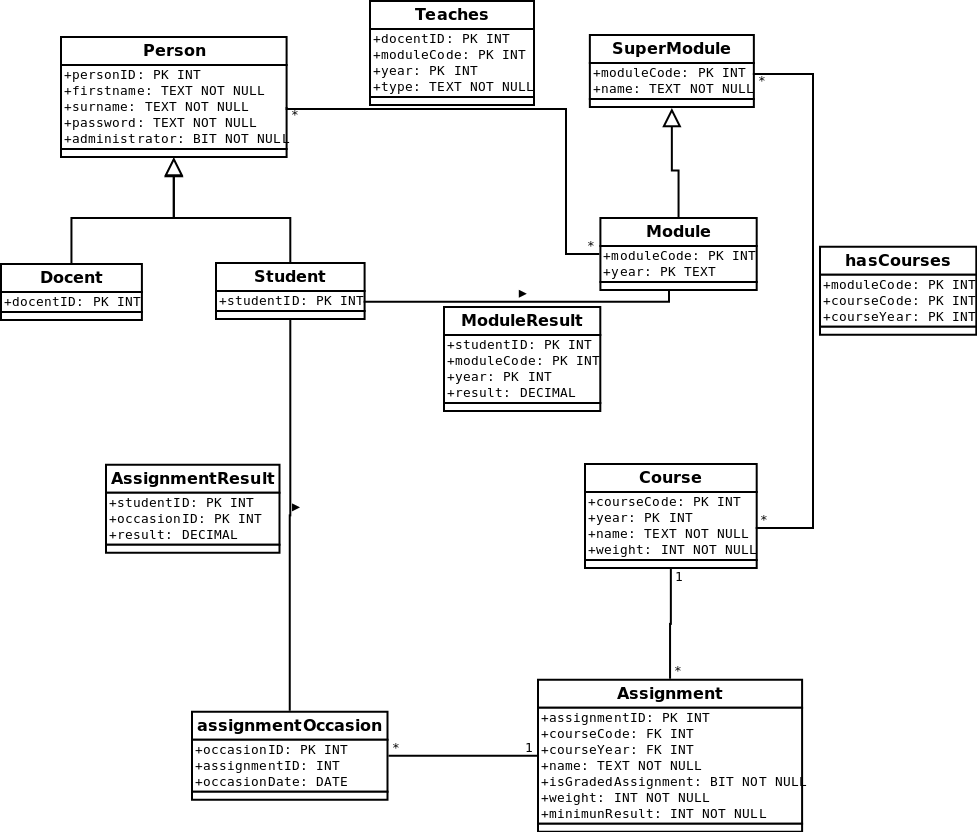 Teaches
+docentID: PK INT
+moduleCode: PK INT
+year: PK INT
+type: TEXT NOT NULL
Person
+personID: PK INT
+firstname: TEXT NOT NULL
+surname: TEXT NOT NULL
+password: TEXT NOT NULL
+administrator: BIT NOT NULL
*
SuperModule
+moduleCode: PK INT
+name: TEXT NOT NULL
*
Module
+moduleCode: PK INT
+year: PK TEXT
*
hasCourses
+moduleCode: PK INT
+courseCode: PK INT
+courseYear: PK INT
Docent
+docentID: PK INT
Student
+studentID: PK INT
ModuleResult
+studentID: PK INT
+moduleCode: PK INT
+year: PK INT
+result: DECIMAL
AssignmentResult
+studentID: PK INT
+occasionID: PK INT
+result: DECIMAL
Course
+courseCode: PK INT
+year: PK INT
+name: TEXT NOT NULL
+weight: INT NOT NULL
*
1
*
Assignment
+assignmentID: PK INT
+courseCode: FK INT
+courseYear: FK INT
+name: TEXT NOT NULL
+isGradedAssignment: BIT NOT NULL
+weight: INT NOT NULL
+minimunResult: INT NOT NULL
assignmentOccasion
+occasionID: PK INT
+assignmentID: INT
+occasionDate: DATE
*
1